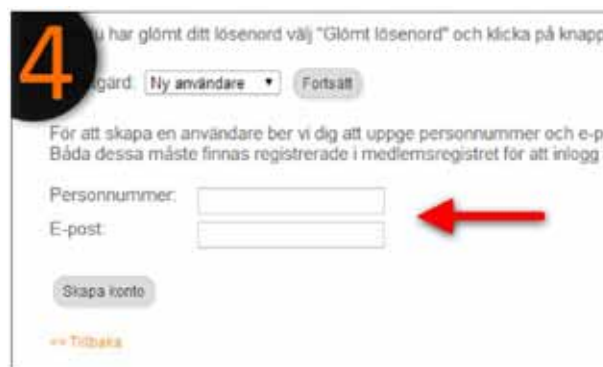 4
u har glömt ditt lösenord välj "Glömt lösenord" och klicka på knapp
gärd: Ny användare Fortsätt
För att skapa en användare ber vi dig att uppge personnummer och e-p
Båda dessa måste finnas registrerade i medlemsregistret för att inlogg
Personnummer:
E-post:
Skapa konto
<< Tillbaka